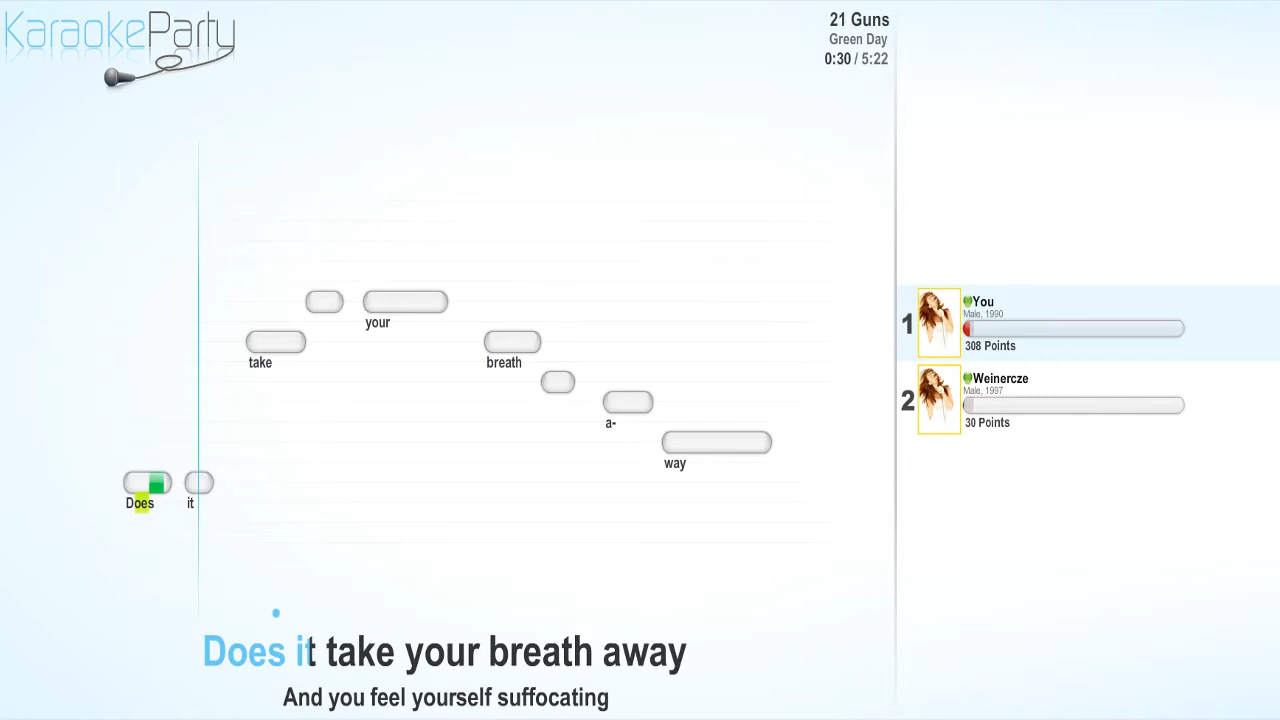 KaraokeParty
21 Guns
Green Day
0:30 / 5:22
your
take
breath
a-
way
Does it
1
You
Male, 1990
308 Points
2
Weinercze
Male, 1997
30 Points
Does it take your breath away
And you feel yourself suffocating